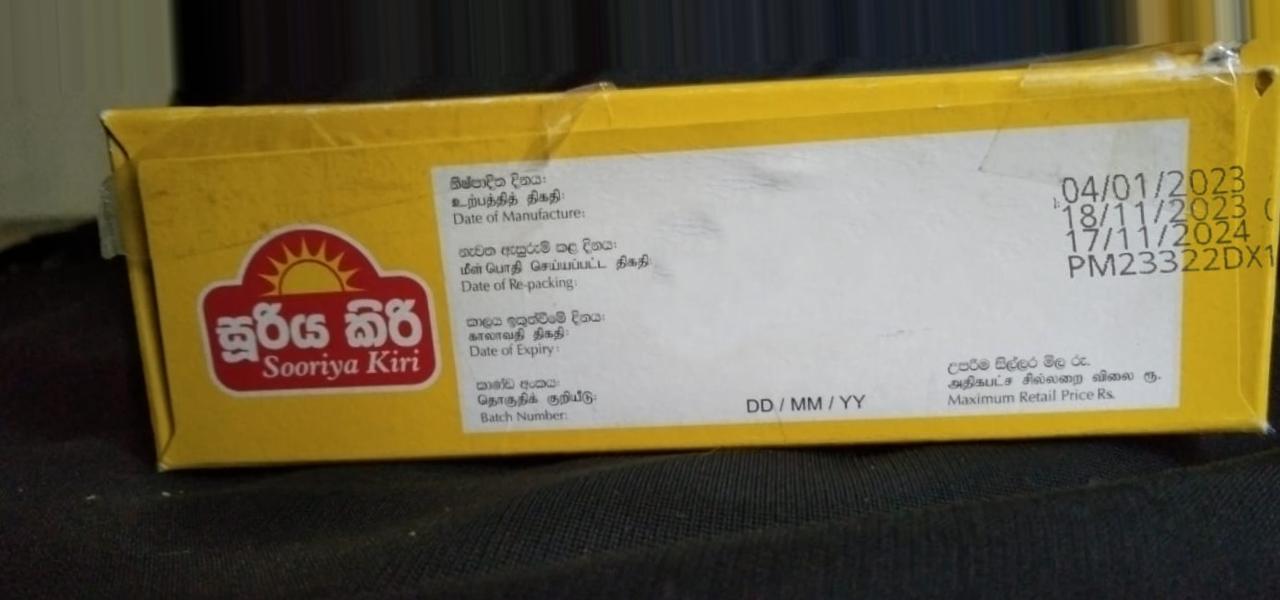 සූරිය කිරි
Sooriya Kiri
නිෂ්පාදිත දිනය:
உற்பத்தித் திகதி:
Date of Manufacture:
නැවත ඇසුරුම් කළ දිනය:
மீள் பொதி செய்யப்பட்ட திகதி:
Date of Re-packing:
කාලය ඉකුත්වීමේ දිනය:
காலாவதி திகதி:
Date of Expiry:
කාණ්ඩ අංකය:
தொகுதிக் குறியீடு:
Batch Number:
DD / MM / YY
04/01/2023
18/11/2023
17/11/2024
PM23322DX1
උපරිම සිල්ලර මිල රු.
அதிகபட்ச சில்லறை விலை ரூ.
Maximum Retail Price Rs.